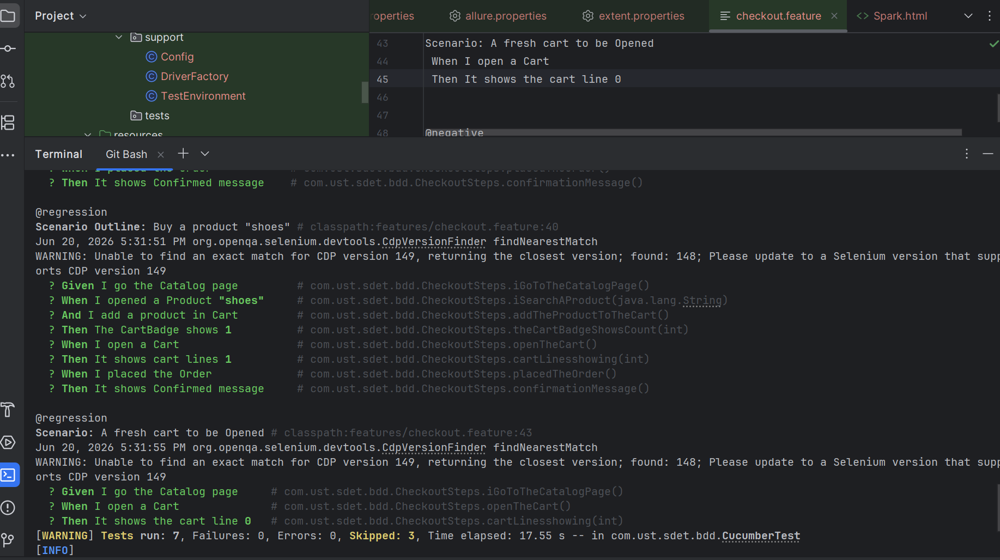 Project
roperties
allure.properties
extent.properties
checkout.feature
Spark.html
support
Config
DriverFactory
TestEnvironment
tests
resources
43 Scenario: A fresh cart to be Opened
44 When I open a Cart
45 Then It shows the cart line 0
46
47
48 @negative
Terminal
Git Bash
? When I placed the Order # com.ust.sdet.bdd.CheckoutSteps.placedTheOrder()
? Then It shows Confirmed message # com.ust.sdet.bdd.CheckoutSteps.confirmationMessage()
@regression
Scenario Outline: Buy a product "shoes" # classpath:features/checkout.feature:40
Jun 20, 2026 5:31:51 PM org.openqa.selenium.devtools.CdpVersionFinder findNearestMatch
WARNING: Unable to find an exact match for CDP version 149, returning the closest version; found: 148; Please update to a Selenium version that supp
orts CDP version 149
? Given I go the Catalog page # com.ust.sdet.bdd.CheckoutSteps.iGoToTheCatalogPage()
? When I opened a Product "shoes" # com.ust.sdet.bdd.CheckoutSteps.iSearchAProduct(java.lang.String)
? And I add a product in Cart # com.ust.sdet.bdd.CheckoutSteps.addTheProductToTheCart()
? Then The CartBadge shows 1 # com.ust.sdet.bdd.CheckoutSteps.theCartBadgeShowsCount(int)
? When I open a Cart # com.ust.sdet.bdd.CheckoutSteps.openTheCart()
? Then It shows cart lines 1 # com.ust.sdet.bdd.CheckoutSteps.cartLinesshowing(int)
? When I placed the Order # com.ust.sdet.bdd.CheckoutSteps.placedTheOrder()
? Then It shows Confirmed message # com.ust.sdet.bdd.CheckoutSteps.confirmationMessage()
@regression
Scenario: A fresh cart to be Opened # classpath:features/checkout.feature:43
Jun 20, 2026 5:31:55 PM org.openqa.selenium.devtools.CdpVersionFinder findNearestMatch
WARNING: Unable to find an exact match for CDP version 149, returning the closest version; found: 148; Please update to a Selenium version that supp
orts CDP version 149
? Given I go the Catalog page # com.ust.sdet.bdd.CheckoutSteps.iGoToTheCatalogPage()
? When I open a Cart # com.ust.sdet.bdd.CheckoutSteps.openTheCart()
? Then It shows the cart line 0 # com.ust.sdet.bdd.CheckoutSteps.cartLinesshowing(int)
[WARNING] Tests run: 7, Failures: 0, Errors: 0, Skipped: 3, Time elapsed: 17.55 s -- in com.ust.sdet.bdd.CucumberTest
[INFO]